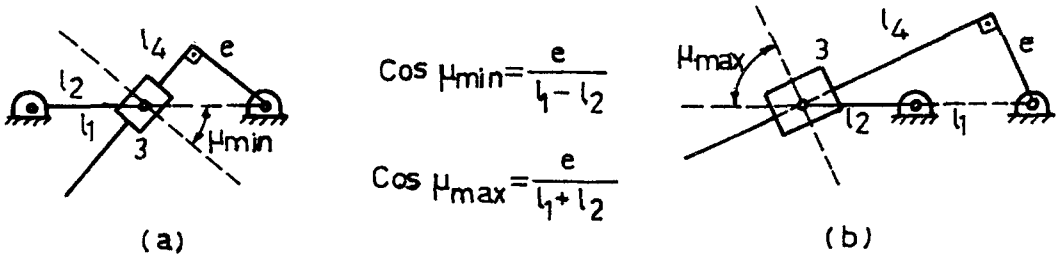 l4 e
l2
l1
3
μmin
(a)
Cos μmin = e / l1 - l2
Cos μmax = e / l1 + l2
μmax
3
l4
e
l2
l1
(b)